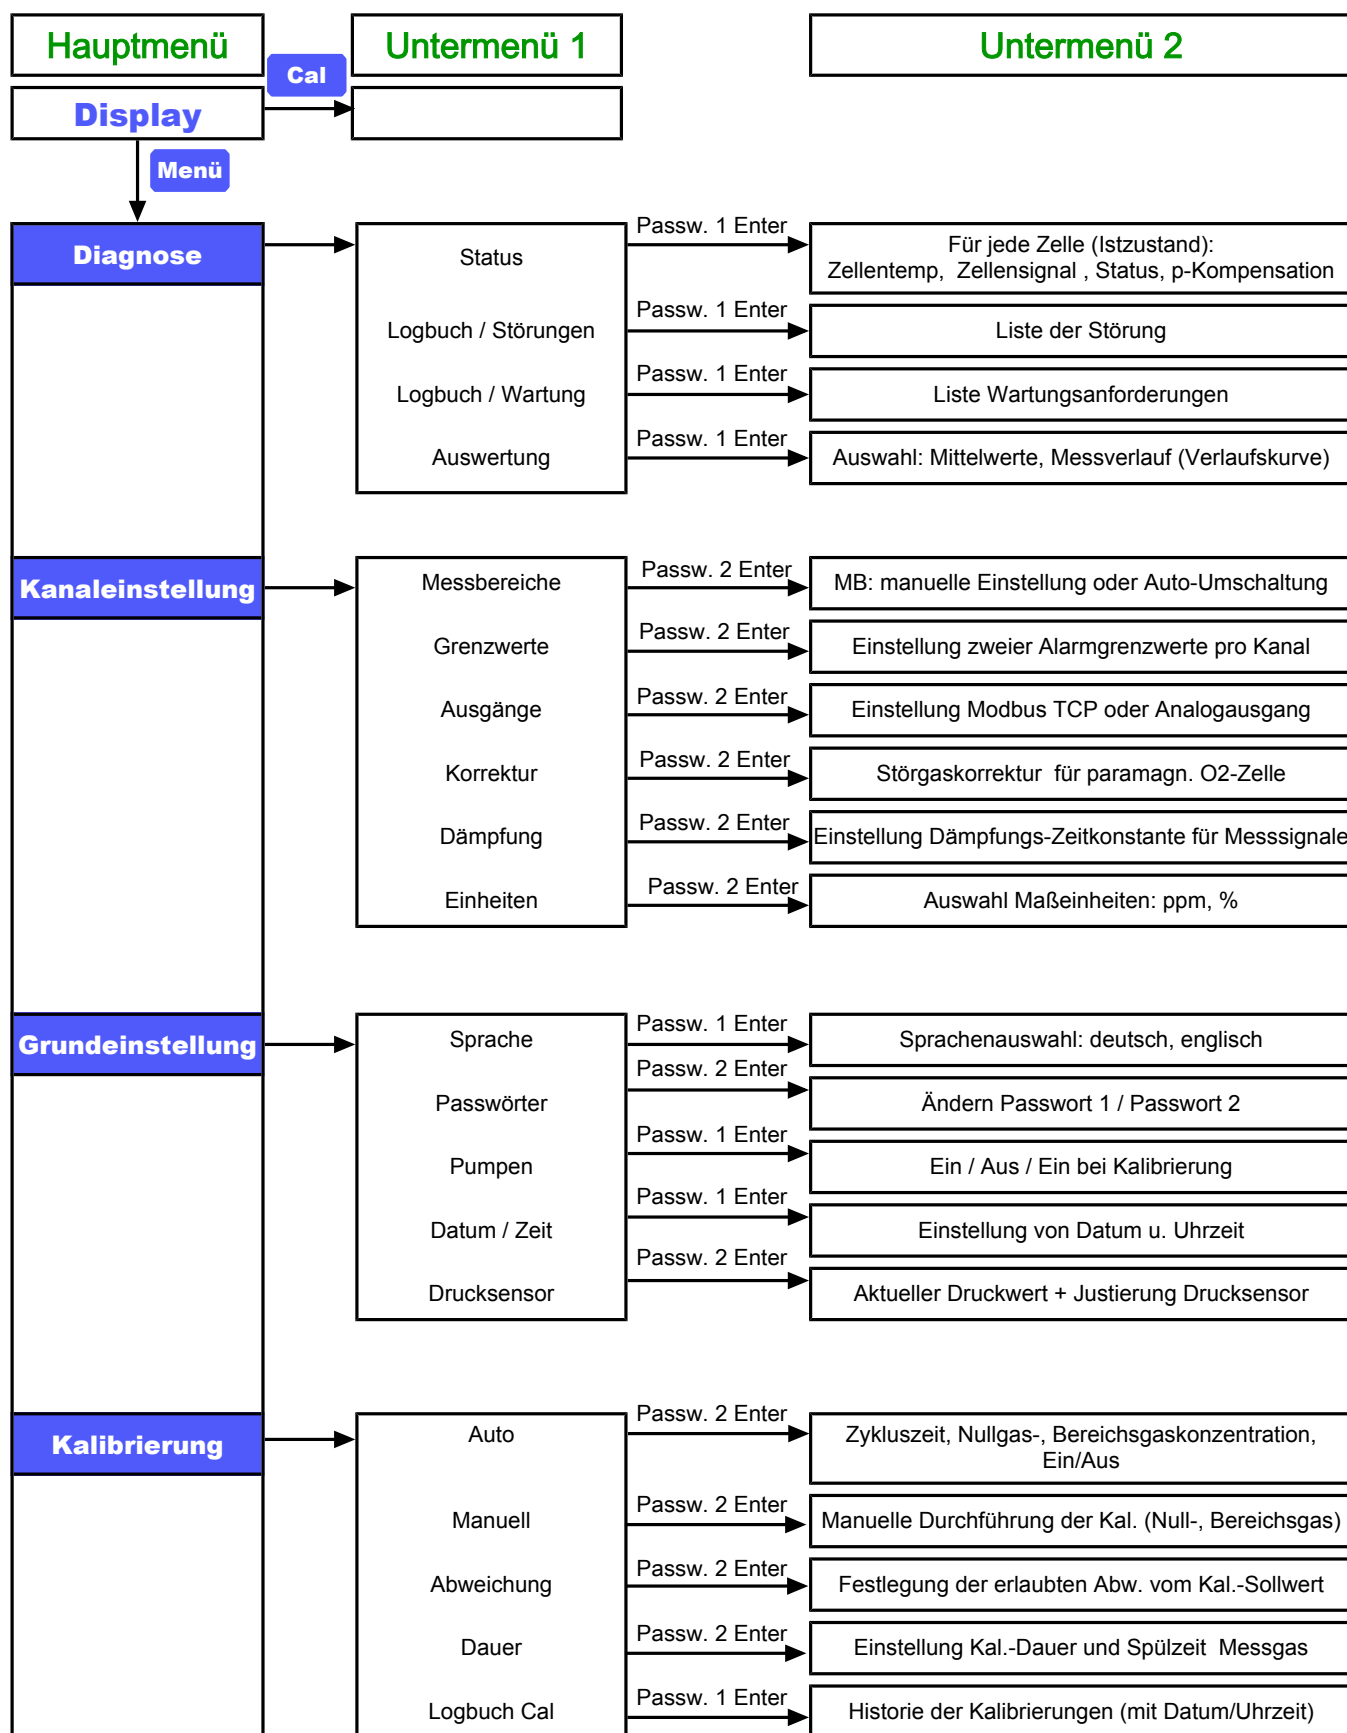 Hauptmenü
Untermenü 1
Untermenü 2
Cal
Display
Menü
Diagnose
Status
Passw. 1 Enter
Für jede Zelle (Istzustand):
Zellentemp, Zellensignal , Status, p-Kompensation
Logbuch / Störungen
Passw. 1 Enter
Liste der Störung
Logbuch / Wartung
Passw. 1 Enter
Liste Wartungsanforderungen
Auswertung
Passw. 1 Enter
Auswahl: Mittelwerte, Messverlauf (Verlaufskurve)
Kanaleinstellung
Messbereiche
Passw. 2 Enter
MB: manuelle Einstellung oder Auto-Umschaltung
Grenzwerte
Passw. 2 Enter
Einstellung zweier Alarmgrenzwerte pro Kanal
Ausgänge
Passw. 2 Enter
Einstellung Modbus TCP oder Analogausgang
Korrektur
Passw. 2 Enter
Störgaskorrektur für paramagn. O2-Zelle
Dämpfung
Passw. 2 Enter
Einstellung Dämpfungs-Zeitkonstante für Messsignale
Einheiten
Passw. 2 Enter
Auswahl Maßeinheiten: ppm, %
Grundeinstellung
Sprache
Passw. 1 Enter
Sprachenauswahl: deutsch, englisch
Passwörter
Passw. 2 Enter
Ändern Passwort 1 / Passwort 2
Pumpen
Passw. 1 Enter
Ein / Aus / Ein bei Kalibrierung
Datum / Zeit
Passw. 1 Enter
Einstellung von Datum u. Uhrzeit
Drucksensor
Passw. 2 Enter
Aktueller Druckwert + Justierung Drucksensor
Kalibrierung
Auto
Passw. 2 Enter
Zykluszeit, Nullgas-, Bereichsgaskonzentration,
Ein/Aus
Manuell
Passw. 2 Enter
Manuelle Durchführung der Kal. (Null-, Bereichsgas)
Abweichung
Passw. 2 Enter
Festlegung der erlaubten Abw. vom Kal.-Sollwert
Dauer
Passw. 2 Enter
Einstellung Kal.-Dauer und Spülzeit Messgas
Logbuch Cal
Passw. 1 Enter
Historie der Kalibrierungen (mit Datum/Uhrzeit)